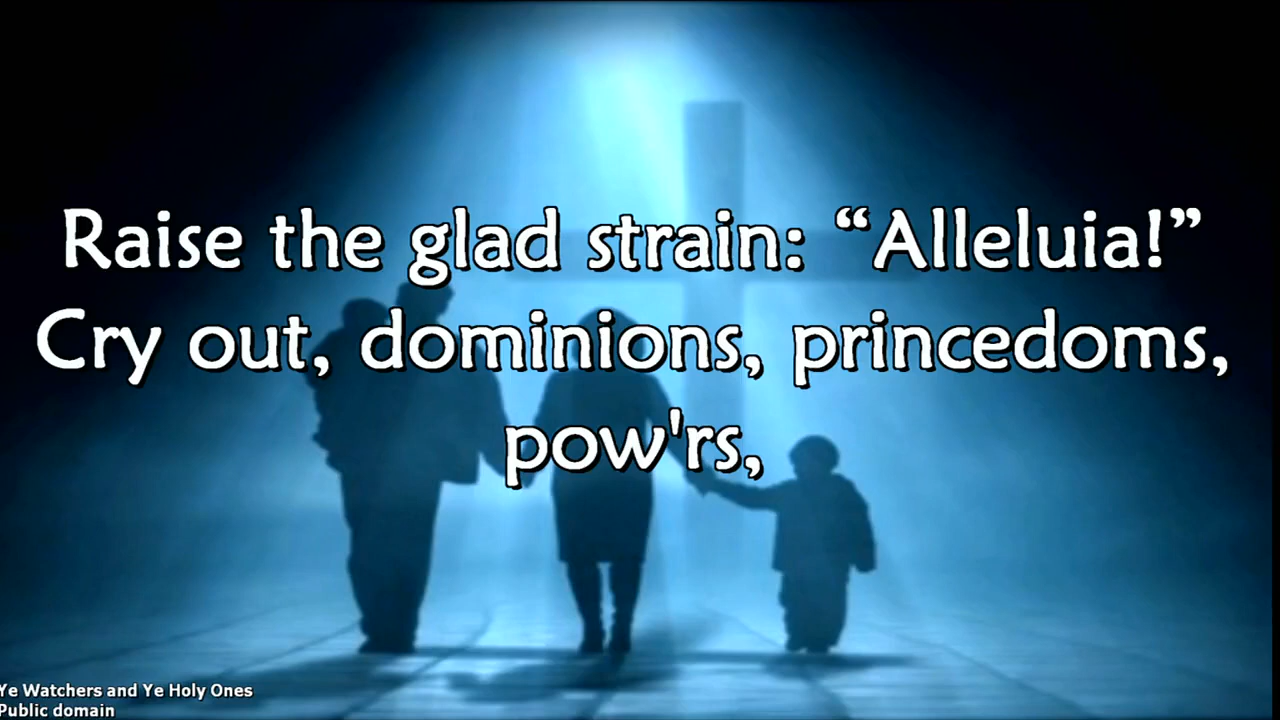 Raise the glad strain: “Alleluia!”
Cry out, dominions, princedoms,
pow'rs,
Ye Watchers and Ye Holy Ones
Public domain